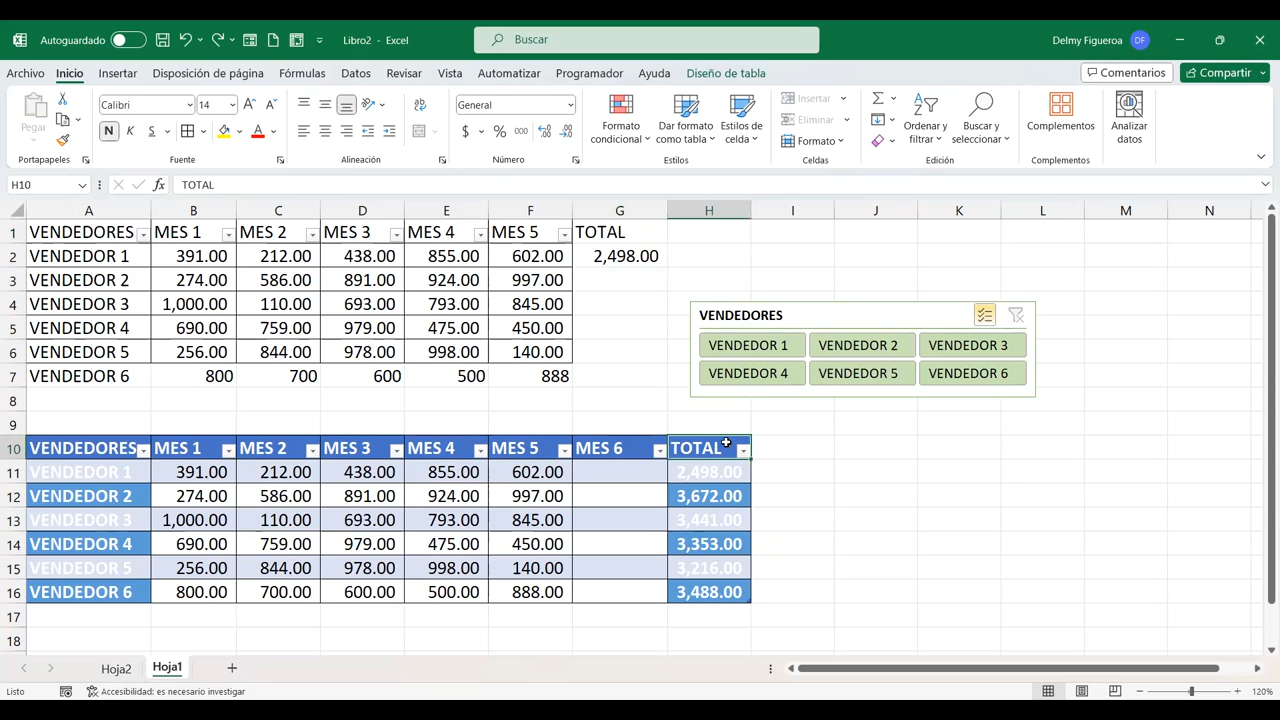 Autoguardado Libro2 - Excel Buscar Delmy Figueroa DF
Archivo Inicio Insertar Disposición de página Fórmulas Datos Revisar Vista Automatizar Programador Ayuda Diseño de tabla Comentarios Compartir
Pegar Calibri 14 General Formato condicional Dar formato como tabla Estilos de celda Insertar Eliminar Formato Ordenar y filtrar Buscar y seleccionar Complementos Analizar datos
N K S $ % 000
Portapapeles Fuente Alineación Número Estilos Celdas Edición Complementos
H10 fx TOTAL
A B C D E F G H I J K L M N
1 VENDEDORES MES 1 MES 2 MES 3 MES 4 MES 5 TOTAL
2 VENDEDOR 1 391.00 212.00 438.00 855.00 602.00 2,498.00
3 VENDEDOR 2 274.00 586.00 891.00 924.00 997.00
4 VENDEDOR 3 1,000.00 110.00 693.00 793.00 845.00
5 VENDEDOR 4 690.00 759.00 979.00 475.00 450.00
6 VENDEDOR 5 256.00 844.00 978.00 998.00 140.00
7 VENDEDOR 6 800 700 600 500 888
VENDEDORES
VENDEDOR 1 VENDEDOR 2 VENDEDOR 3
VENDEDOR 4 VENDEDOR 5 VENDEDOR 6
8
9
10 VENDEDORES MES 1 MES 2 MES 3 MES 4 MES 5 MES 6 TOTAL
11 VENDEDOR 1 391.00 212.00 438.00 855.00 602.00 2,498.00
12 VENDEDOR 2 274.00 586.00 891.00 924.00 997.00 3,672.00
13 VENDEDOR 3 1,000.00 110.00 693.00 793.00 845.00 3,441.00
14 VENDEDOR 4 690.00 759.00 979.00 475.00 450.00 3,353.00
15 VENDEDOR 5 256.00 844.00 978.00 998.00 140.00 3,216.00
16 VENDEDOR 6 800.00 700.00 600.00 500.00 888.00 3,488.00
17
18
Hoja2 Hoja1
Listo Accesibilidad: es necesario investigar 120%